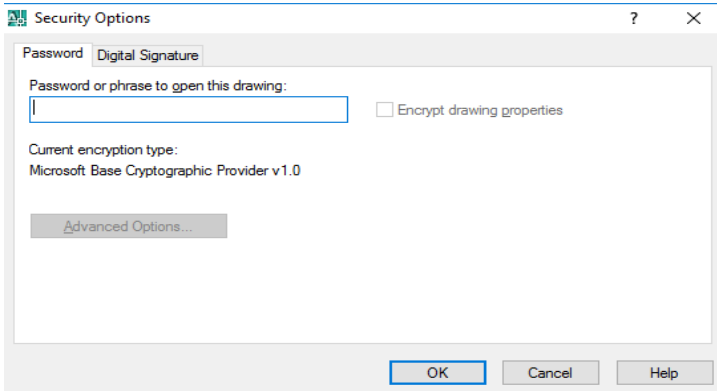 Security Options
Password Digital Signature
Password or phrase to open this drawing:
Encrypt drawing properties
Current encryption type:
Microsoft Base Cryptographic Provider v1.0
Advanced Options...
OK Cancel Help